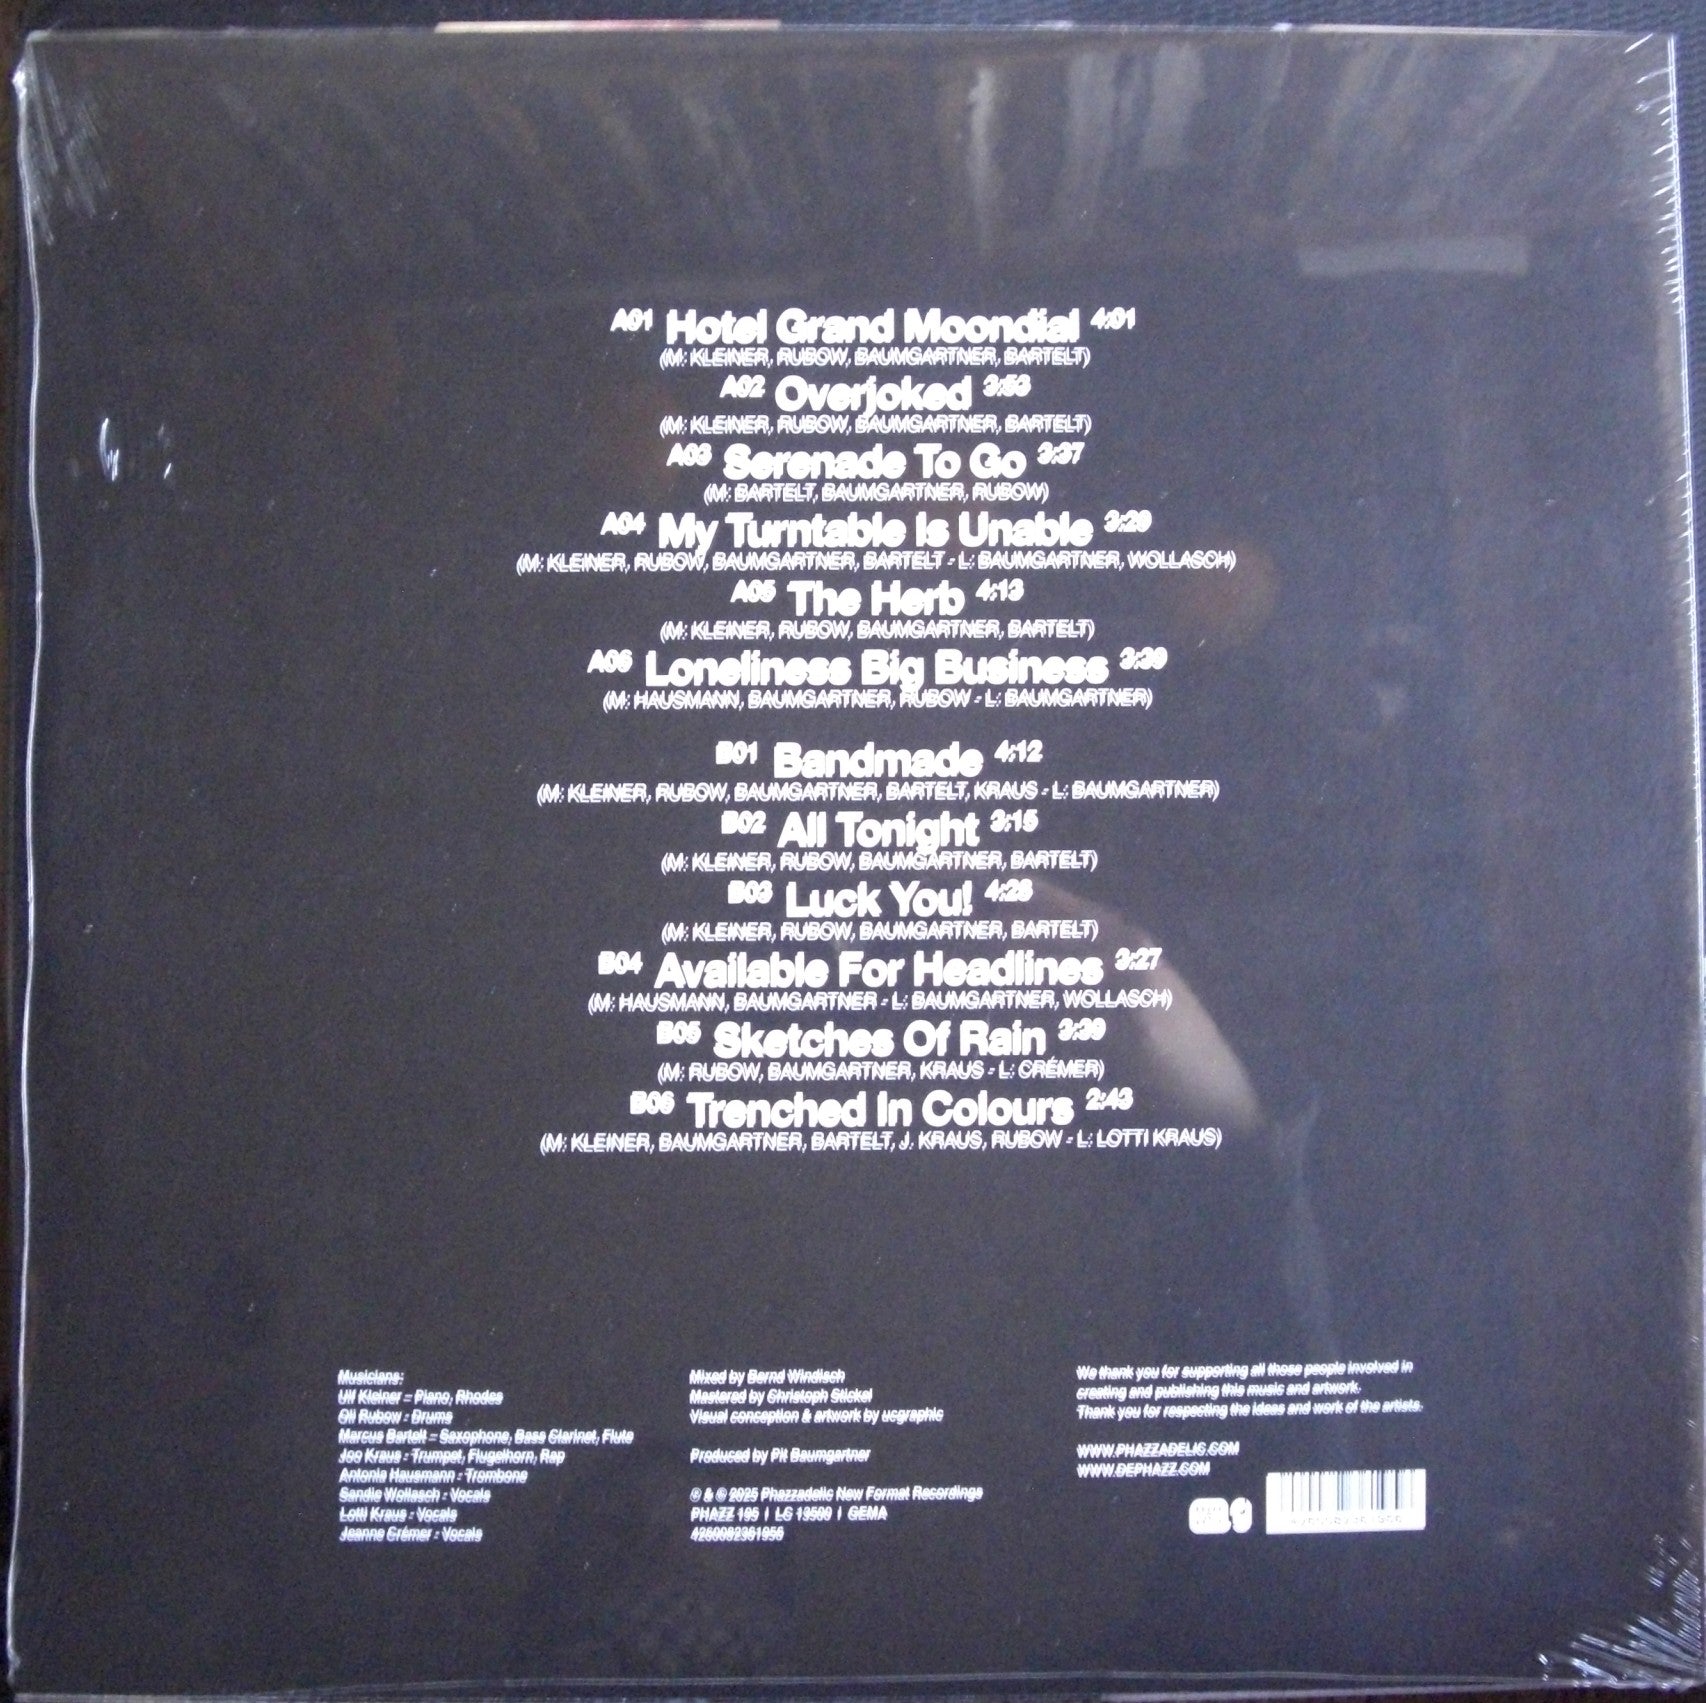 A01 Hotel Grand Moondial 4:01
(M: KLEINER, RUBOW, BAUMGARTNER, BARTELT)
A02 Overjoked 3:53
(M: KLEINER, RUBOW, BAUMGARTNER, BARTELT)
A03 Serenade To Go 3:37
(M: BARTELT, BAUMGARTNER, RUBOW)
A04 My Turntable Is Unable 3:29
(M: KLEINER, RUBOW, BAUMGARTNER, BARTELT - L: BAUMGARTNER, WOLLASCH)
A05 The Herb 4:13
(M: KLEINER, RUBOW, BAUMGARTNER, BARTELT)
A06 Loneliness Big Business 3:39
(M: HAUSMANN, BAUMGARTNER, RUBOW - L: BAUMGARTNER)
B01 Bandmade 4:12
(M: KLEINER, RUBOW, BAUMGARTNER, BARTELT, KRAUS - L: BAUMGARTNER)
B02 All Tonight 3:15
(M: KLEINER, RUBOW, BAUMGARTNER, BARTELT)
B03 Luck You! 4:28
(M: KLEINER, RUBOW, BAUMGARTNER, BARTELT)
B04 Available For Headlines 3:27
(M: HAUSMANN, BAUMGARTNER - L: BAUMGARTNER, WOLLASCH)
B05 Sketches Of Rain 3:39
(M: RUBOW, BAUMGARTNER, KRAUS - L: CRÉMER)
B06 Trenched In Colours 2:43
(M: KLEINER, BAUMGARTNER, BARTELT, J. KRAUS, RUBOW - L: LOTTI KRAUS)
Musicians:
Ulf Kleiner – Piano, Rhodes
Oli Rubow - Drums
Marcus Bartelt – Saxophone, Bass Clarinet, Flute
Joo Kraus - Trumpet, Flugelhorn, Rap
Antonia Hausmann - Trombone
Sandie Wollasch - Vocals
Lotti Kraus - Vocals
Jeanne Crémer - Vocals
Mixed by Bernd Windisch
Mastered by Christoph Stickel
Visual conception & artwork by ucgraphic
Produced by Pit Baumgartner
℗ & © 2025 Phazzadelic New Format Recordings
PHAZZ 195 I LC 13500 I GEMA
4260082361956
We thank you for supporting all those people involved in
creating and publishing this music and artwork.
Thank you for respecting the ideas and work of the artists.
WWW.PHAZZADELIC.COM
WWW.DEPHAZZ.COM